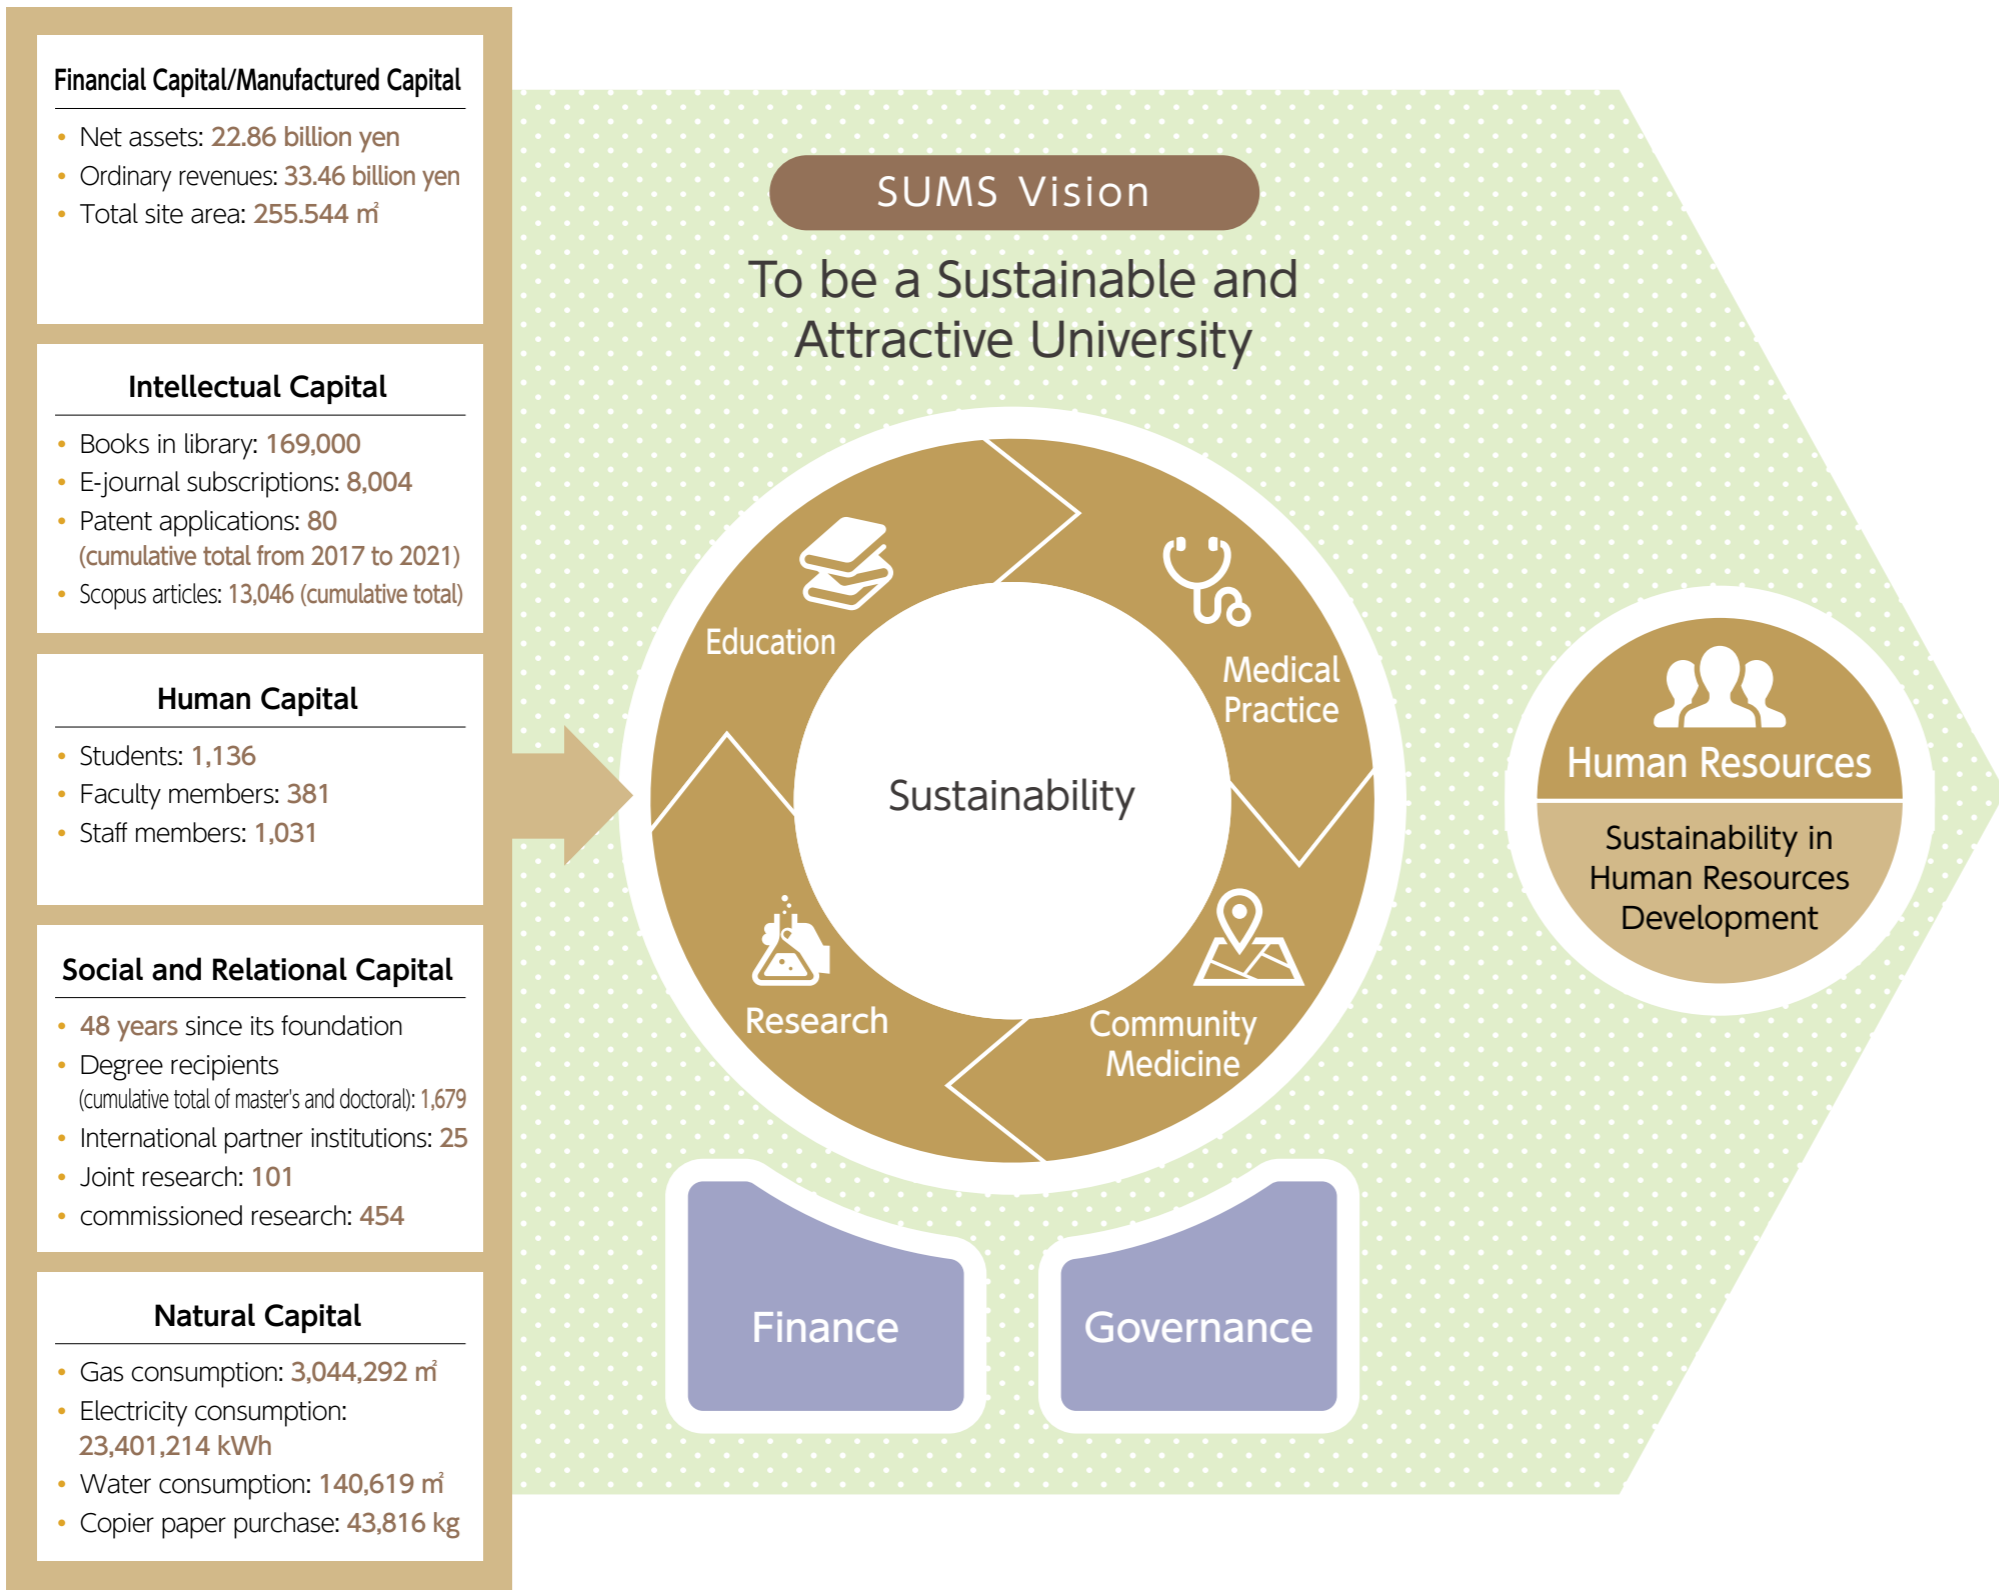 Financial Capital/Manufactured Capital
• Net assets: 22.86 billion yen
• Ordinary revenues: 33.46 billion yen
• Total site area: 255.544 ㎡
Intellectual Capital
• Books in library: 169,000
• E-journal subscriptions: 8,004
• Patent applications: 80
(cumulative total from 2017 to 2021)
• Scopus articles: 13,046 (cumulative total)
Human Capital
• Students: 1,136
• Faculty members: 381
• Staff members: 1,031
Social and Relational Capital
• 48 years since its foundation
• Degree recipients
(cumulative total of master's and doctoral): 1,679
• International partner institutions: 25
• Joint research: 101
• commissioned research: 454
Natural Capital
• Gas consumption: 3,044,292 ㎥
• Electricity consumption:
23,401,214 kWh
• Water consumption: 140,619 ㎥
• Copier paper purchase: 43,816 kg
SUMS Vision
To be a Sustainable and
Attractive University
Education
Medical
Practice
Sustainability
Research
Community
Medicine
Finance
Governance
Human Resources
Sustainability in
Human Resources
Development